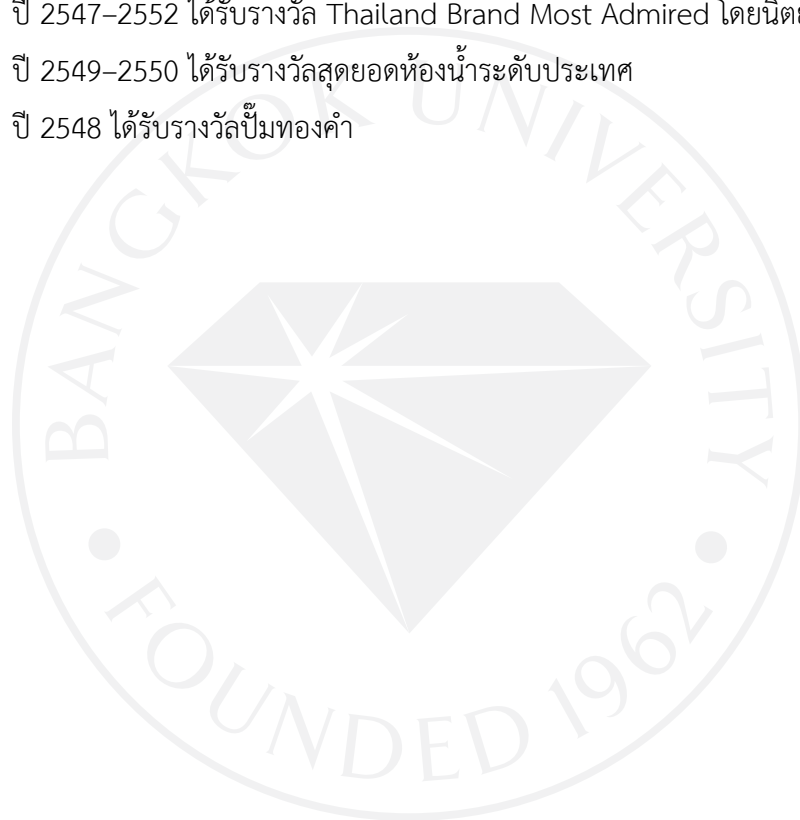 ปี 2547–2552 ได้รับรางวัล Thailand Brand Most Admired โดยนิตย
ปี 2549–2550 ได้รับรางวัลสุดยอดห้องน้ำระดับประเทศ
ปี 2548 ได้รับรางวัลปั๊มทองคำ
BANGKOK UNIVERSITY
FOUNDED 1962